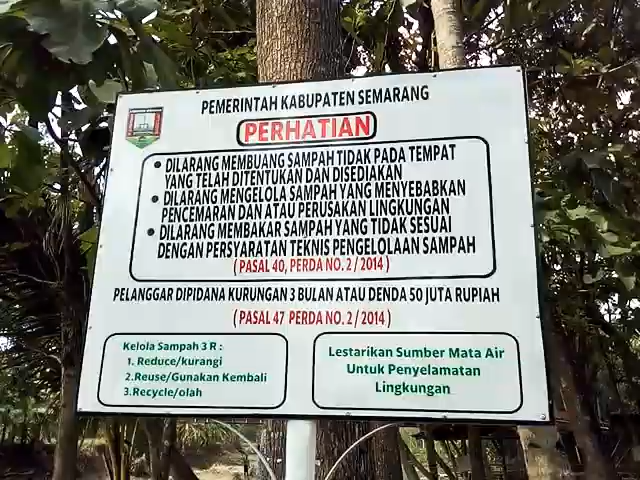 PEMERINTAH KABUPATEN SEMARANG
PERHATIAN
• DILARANG MEMBUANG SAMPAH TIDAK PADA TEMPAT
YANG TELAH DITENTUKAN DAN DISEDIAKAN
• DILARANG MENGELOLA SAMPAH YANG MENYEBABKAN
PENCEMARAN DAN ATAU PERUSAKAN LINGKUNGAN
• DILARANG MEMBAKAR SAMPAH YANG TIDAK SESUAI
DENGAN PERSYARATAN TEKNIS PENGELOLAAN SAMPAH
( PASAL 40, PERDA NO. 2 / 2014 )
PELANGGAR DIPIDANA KURUNGAN 3 BULAN ATAU DENDA 50 JUTA RUPIAH
( PASAL 47 PERDA NO. 2 / 2014 )
Kelola Sampah 3 R :
1. Reduce/kurangi
2.Reuse/Gunakan Kembali
3.Recycle/olah
Lestarikan Sumber Mata Air
Untuk Penyelamatan
Lingkungan